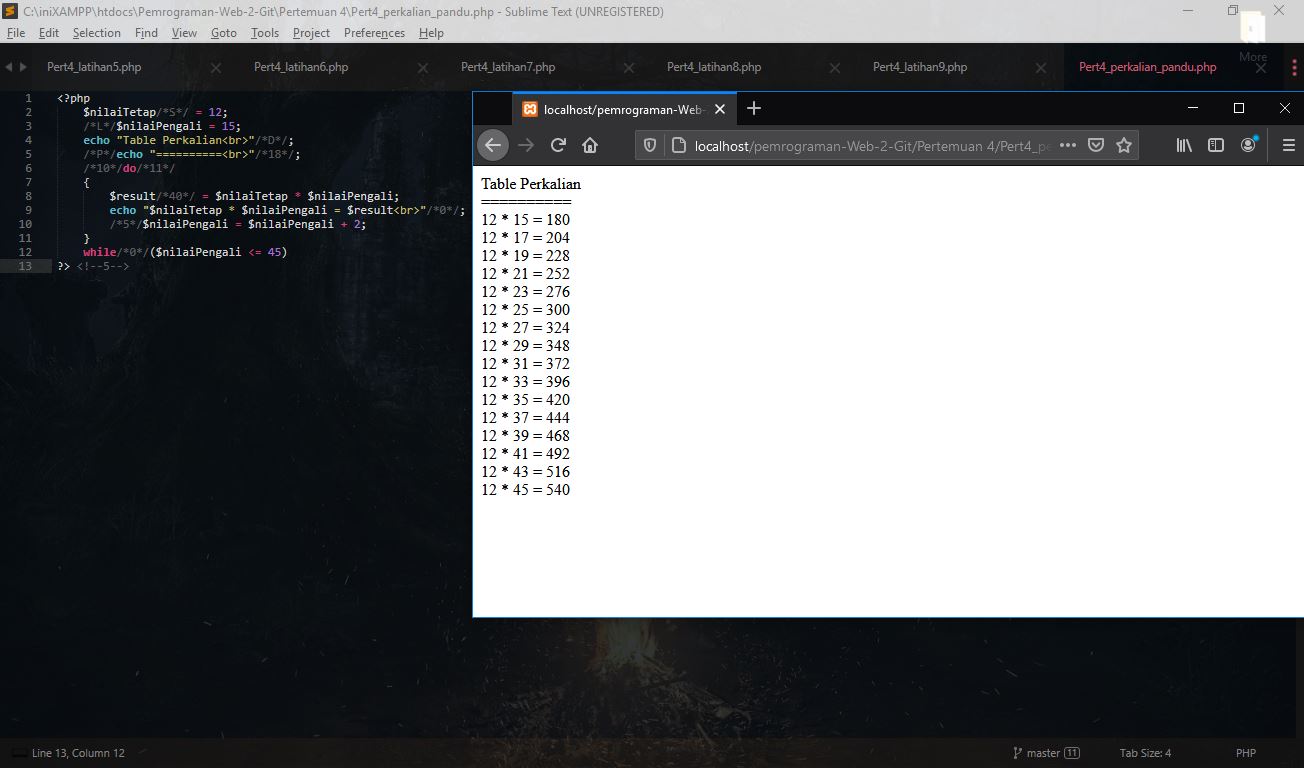 C:\iniXAMPP\htdocs\Pemrograman-Web-2-Git\Pertemuan 4\Pert4_perkalian_pandu.php - Sublime Text (UNREGISTERED)
File Edit Selection Find View Goto Tools Project Preferences Help
More
Pert4_latihan5.php Pert4_latihan6.php Pert4_latihan7.php Pert4_latihan8.php Pert4_latihan9.php Pert4_perkalian_pandu.php
1 <?php
2 $nilaiTetap/*S*/ = 12;
3 /*L*/$nilaiPengali = 15;
4 echo "Table Perkalian<br>"/*D*/;
5 /*P*/echo "==========<br>"/*18*/;
6 /*10*/do/*11*/
7 {
8 $result/*40*/ = $nilaiTetap * $nilaiPengali;
9 echo "$nilaiTetap * $nilaiPengali = $result<br>"/*0*/;
10 /*5*/$nilaiPengali = $nilaiPengali + 2;
11 }
12 while/*0*/($nilaiPengali <= 45)
13 ?> <!--5-->
localhost/pemrograman-Web-
localhost/pemrograman-Web-2-Git/Pertemuan 4/Pert4_pe
Table Perkalian
==========
12 * 15 = 180
12 * 17 = 204
12 * 19 = 228
12 * 21 = 252
12 * 23 = 276
12 * 25 = 300
12 * 27 = 324
12 * 29 = 348
12 * 31 = 372
12 * 33 = 396
12 * 35 = 420
12 * 37 = 444
12 * 39 = 468
12 * 41 = 492
12 * 43 = 516
12 * 45 = 540
Line 13, Column 12 master 11 Tab Size: 4 PHP